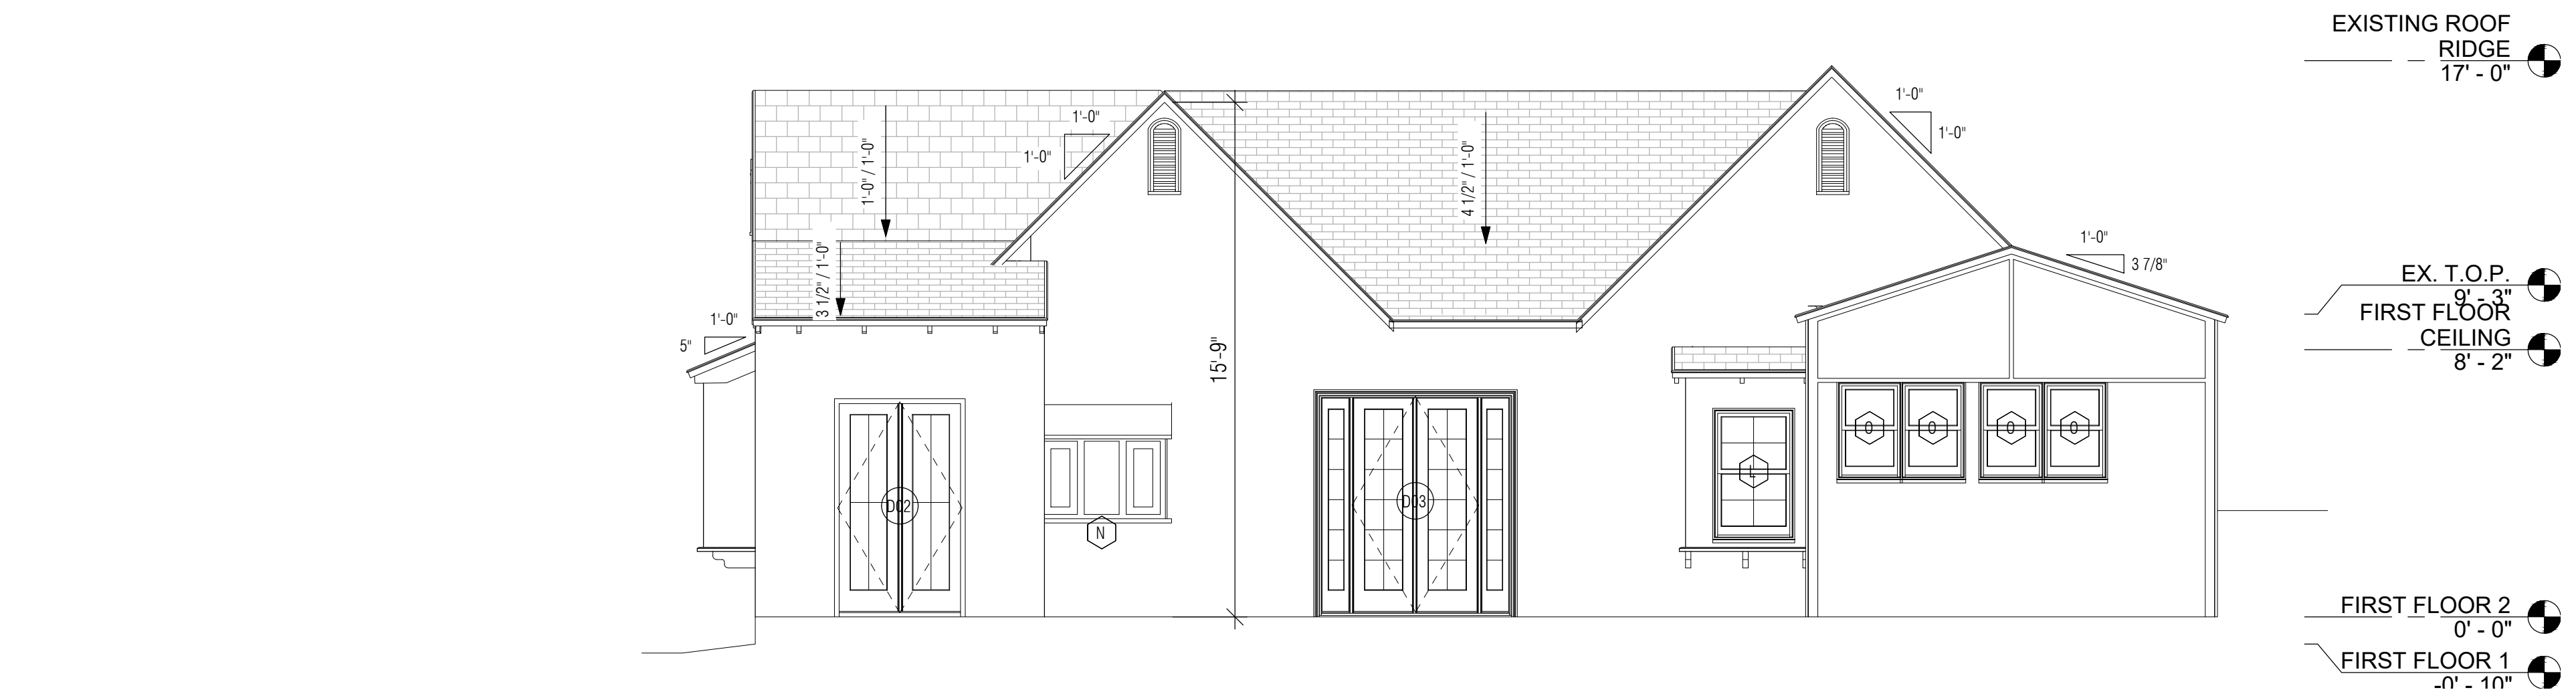 EXISTING ROOF
RIDGE
17' - 0"
1'-0"
1'-0"
1'-0"
1'-0"
1'-0" / 1'-0"
4 1/2" / 1'-0"
3 1/2" / 1'-0"
1'-0"
3 7/8"
EX. T.O.P.
9' - 3"
FIRST FLOOR
CEILING
8' - 2"
1'-0"
5"
15'-9"
O
O
O
O
L
D02
D03
N
FIRST FLOOR 2
0' - 0"
FIRST FLOOR 1
-0' - 10"